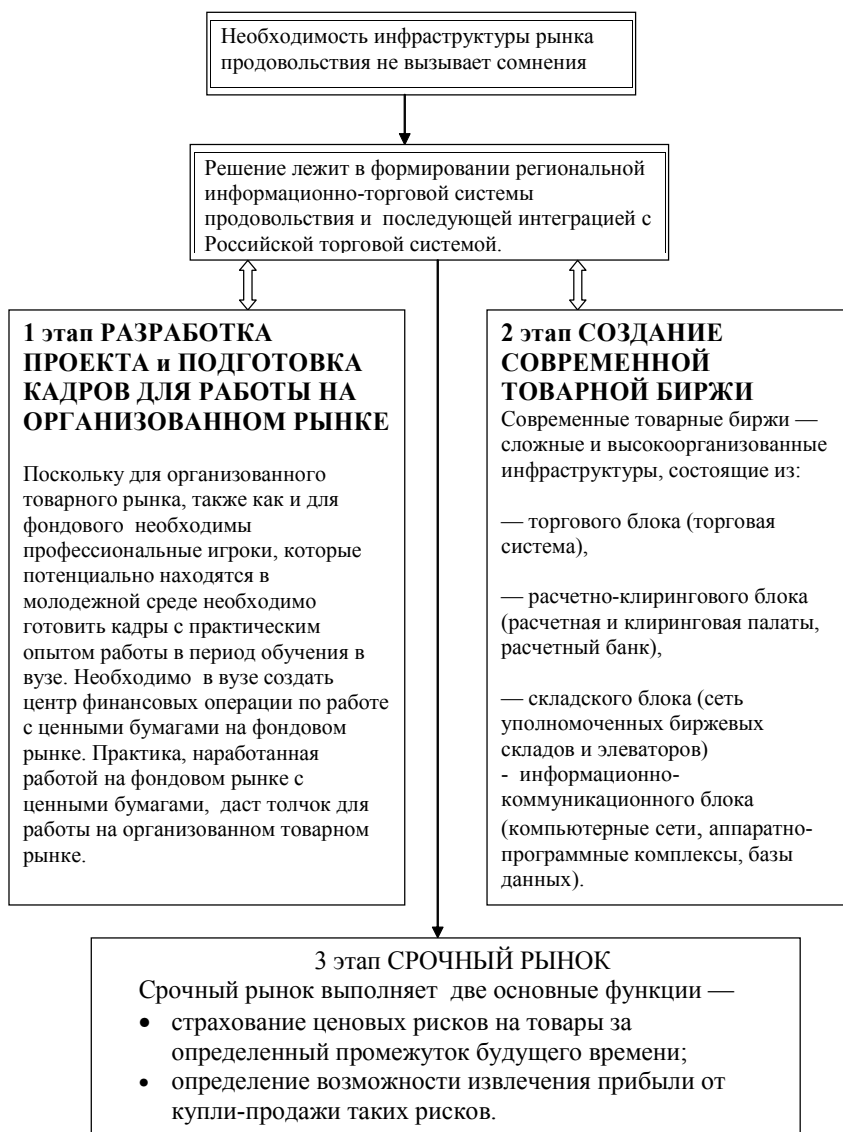 Необходимость инфраструктуры рынка
продовольствия не вызывает сомнения
Решение лежит в формировании региональной
информационно-торговой системы
продовольствия и последующей интеграцией с
Российской торговой системой.
1 этап РАЗРАБОТКА
ПРОЕКТА и ПОДГОТОВКА
КАДРОВ ДЛЯ РАБОТЫ НА
ОРГАНИЗОВАННОМ РЫНКЕ
Поскольку для организованного
товарного рынка, также как и для
фондового необходимы
профессиональные игроки, которые
потенциально находятся в
молодежной среде необходимо
готовить кадры с практическим
опытом работы в период обучения в
вузе. Необходимо в вузе создать
центр финансовых операции по работе
с ценными бумагами на фондовом
рынке. Практика, наработанная
работой на фондовом рынке с
ценными бумагами, даст толчок для
работы на организованном товарном
рынке.
2 этап СОЗДАНИЕ
СОВРЕМЕННОЙ
ТОВАРНОЙ БИРЖИ
Современные товарные биржи —
сложные и высокоорганизованные
инфраструктуры, состоящие из:
— торгового блока (торговая
система),
— расчетно-клирингового блока
(расчетная и клиринговая палаты,
расчетный банк),
— складского блока (сеть
уполномоченных биржевых
складов и элеваторов)
- информационно-
коммуникационного блока
(компьютерные сети, аппаратно-
программные комплексы, базы
данных).
3 этап СРОЧНЫЙ РЫНОК
Срочный рынок выполняет две основные функции —
• страхование ценовых рисков на товары за
определенный промежуток будущего времени;
• определение возможности извлечения прибыли от
купли-продажи таких рисков.